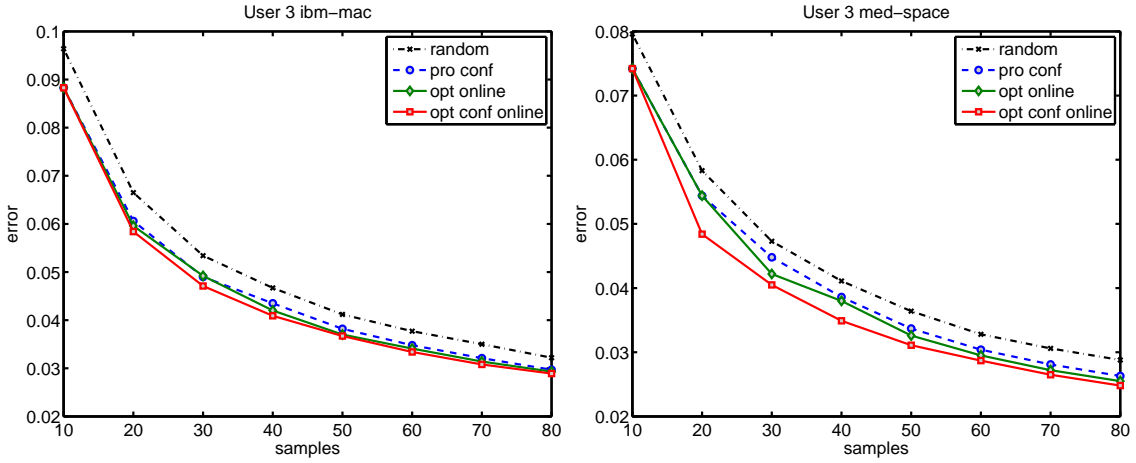 User 3 ibm−mac
0.1
0.09
0.08
0.07
0.06
0.05
0.04
0.03
0.02
error
10 20 30 40 50 60 70 80
samples
random
pro conf
opt online
opt conf online
User 3 med−space
0.08
0.07
0.06
0.05
0.04
0.03
0.02
error
10 20 30 40 50 60 70 80
samples
random
pro conf
opt online
opt conf online